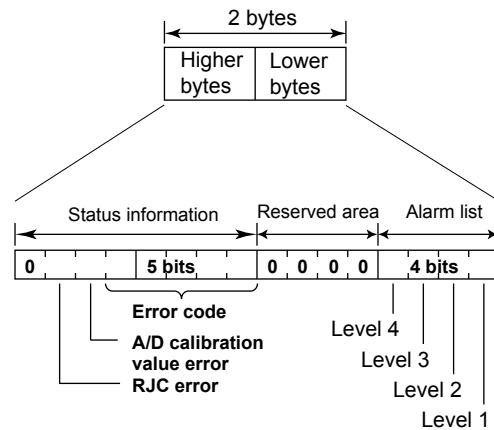 2 bytes
Higher bytes
Lower bytes
Status information
Reserved area
Alarm list
0
5 bits
0 0 0 0
4 bits
Error code
A/D calibration
value error
RJC error
Level 4
Level 3
Level 2
Level 1